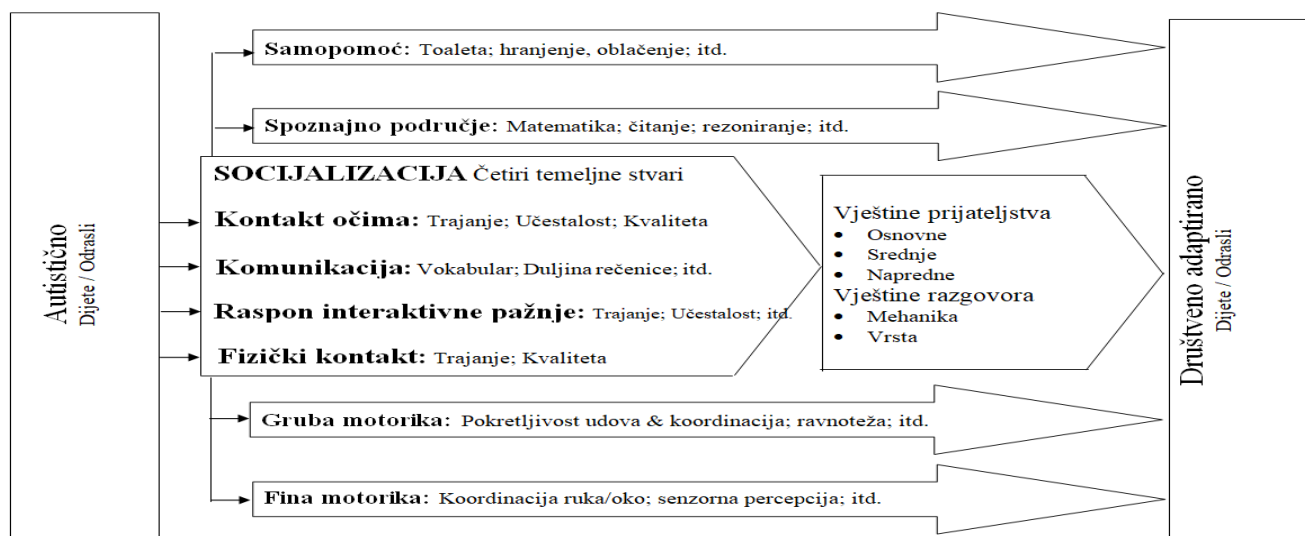 Autistično
Dijete / Odrasli
Samopomoć: Toaleta; hranjenje, oblačenje; itd.
Spoznajno područje: Matematika; čitanje; rezoniranje; itd.
SOCIJALIZACIJA Četiri temeljne stvari
Kontakt očima: Trajanje; Učestalost; Kvaliteta
Komunikacija: Vokabular; Duljina rečenice; itd.
Raspon interaktivne pažnje: Trajanje; Učestalost; itd.
Fizički kontakt: Trajanje; Kvaliteta
Vještine prijateljstva
• Osnovne
• Srednje
• Napredne
Vještine razgovora
• Mehanika
• Vrsta
Gruba motorika: Pokretljivost udova & koordinacija; ravnoteža; itd.
Fina motorika: Koordinacija ruka/oko; senzorna percepcija; itd.
Društveno adaptirano
Dijete / Odrasli